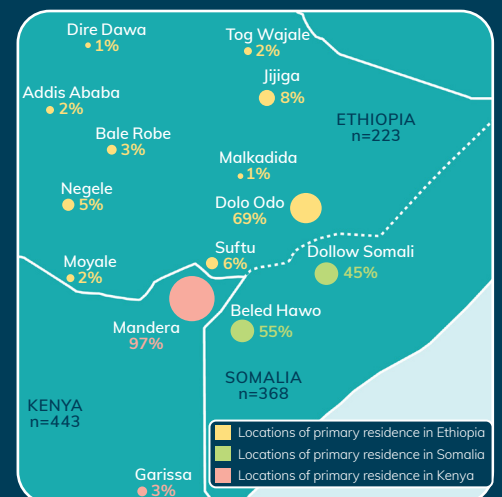 Dire Dawa
1%
Tog Wajale
2%
Jijiga
8%
Addis Ababa
2%
ETHIOPIA
n=223
Bale Robe
3%
Malkadida
1%
Negele
5%
Dolo Odo
69%
Suftu
6%
Dollow Somali
45%
Moyale
2%
Mandera
97%
Beled Hawo
55%
SOMALIA
n=368
KENYA
n=443
Garissa
3%
Locations of primary residence in Ethiopia
Locations of primary residence in Somalia
Locations of primary residence in Kenya